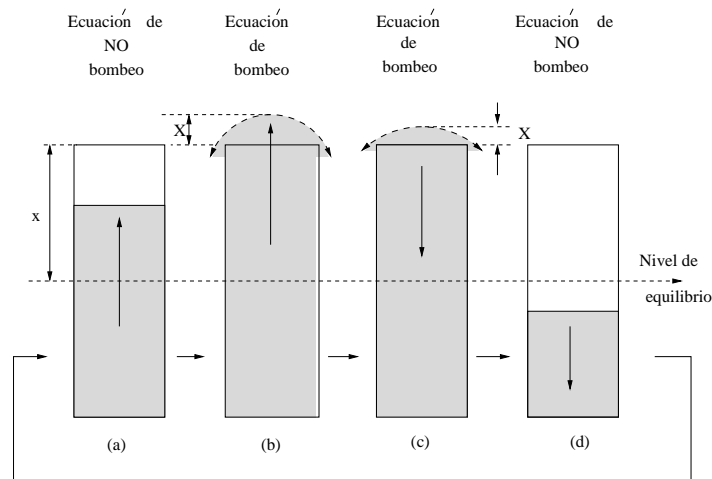 Ecuación de
NO
bombeo
Ecuación
de
bombeo
Ecuación
de
bombeo
Ecuación de
NO
bombeo
X
X
x
Nivel de
equilibrio
(a)
(b)
(c)
(d)